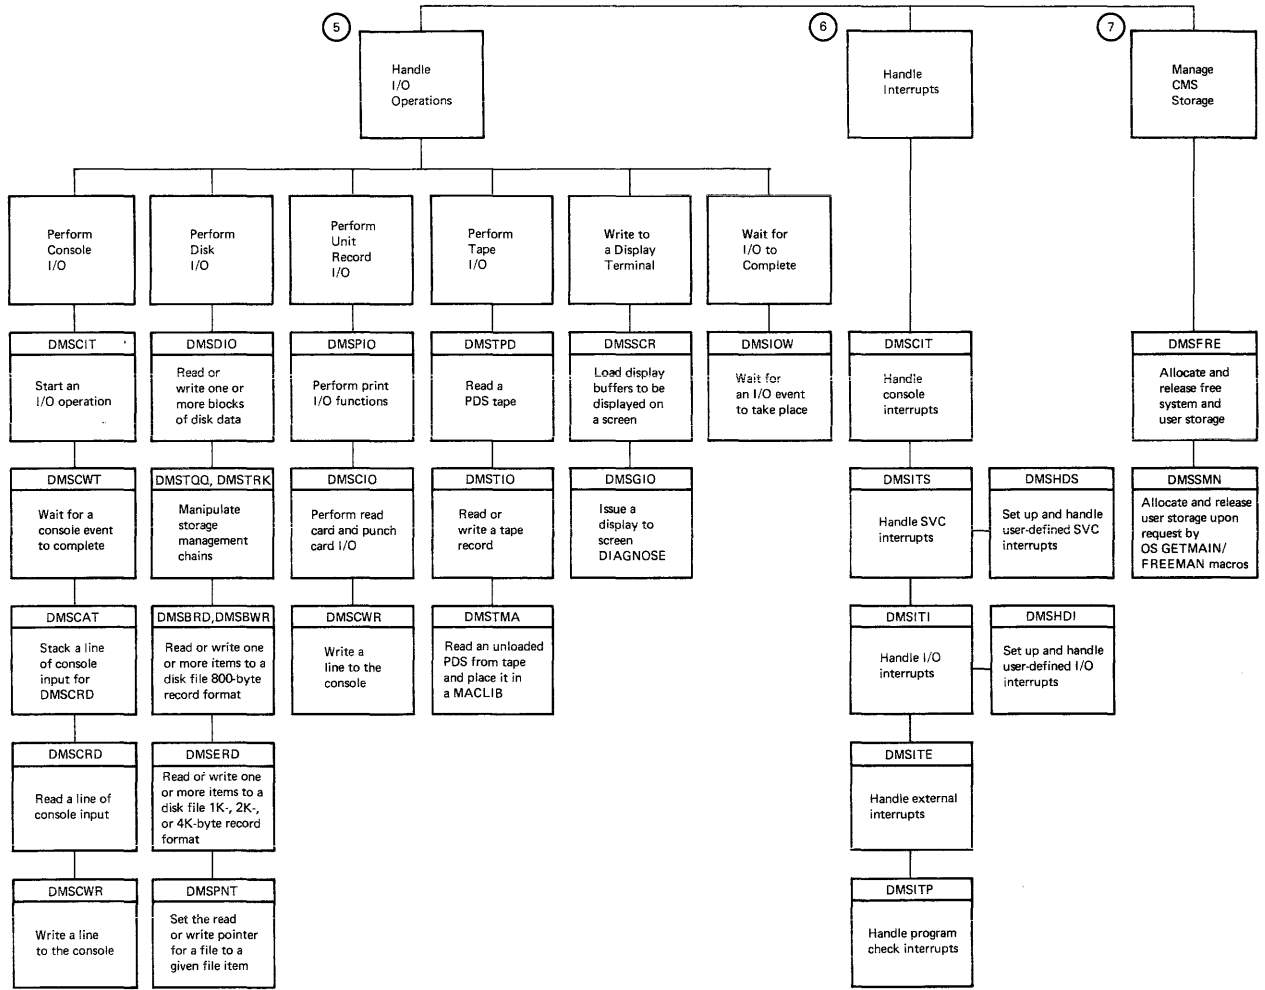 5
6
7
Handle
I/O
Operations
Handle
Interrupts
Manage
CMS
Storage
Perform
Console
I/O
Perform
Disk
I/O
Perform
Unit
Record
I/O
Perform
Tape
I/O
Write to
a Display
Terminal
Wait for
I/O to
Complete
DMSCIT
Start an
I/O operation
DMSDIO
Read or
write one or
more blocks
of disk data
DMSPIO
Perform print
I/O functions
DMSTPD
Read a
PDS tape
DMSSCR
Load display
buffers to be
displayed on
a screen
DMSIOW
Wait for
an I/O event
to take place
DMSCIT
Handle
console
interrupts
DMSFRE
Allocate and
release free
system and
user storage
DMSCWT
Wait for a
console event
to complete
DMSTQQ, DMSTRK
Manipulate
storage
management
chains
DMSCIO
Perform read
card and punch
card I/O
DMSTIO
Read or
write a tape
record
DMSGIO
Issue a
display to
screen
DIAGNOSE
DMSITS
Handle SVC
interrupts
DMSHDS
Set up and handle
user-defined SVC
interrupts
DMSSMN
Allocate and release
user storage upon
request by
OS GETMAIN/
FREEMAN macros
DMSCAT
Stack a line
of console
input for
DMSCRD
DMSBRD,DMSBWR
Read or write one
or more items to a
disk file 800-byte
record format
DMSCWR
Write a
line to the
console
DMSTMA
Read an unloaded
PDS from tape
and place it in
a MACLIB
DMSITI
Handle I/O
interrupts
DMSHDI
Set up and handle
user-defined I/O
interrupts
DMSCRD
Read a line of
console input
DMSERD
Read or write one
or more items to a
disk file 1K-, 2K-,
or 4K-byte record
format
DMSITE
Handle external
interrupts
DMSCWR
Write a line
to the console
DMSPNT
Set the read
or write pointer
for a file to a
given file item
DMSITP
Handle program
check interrupts